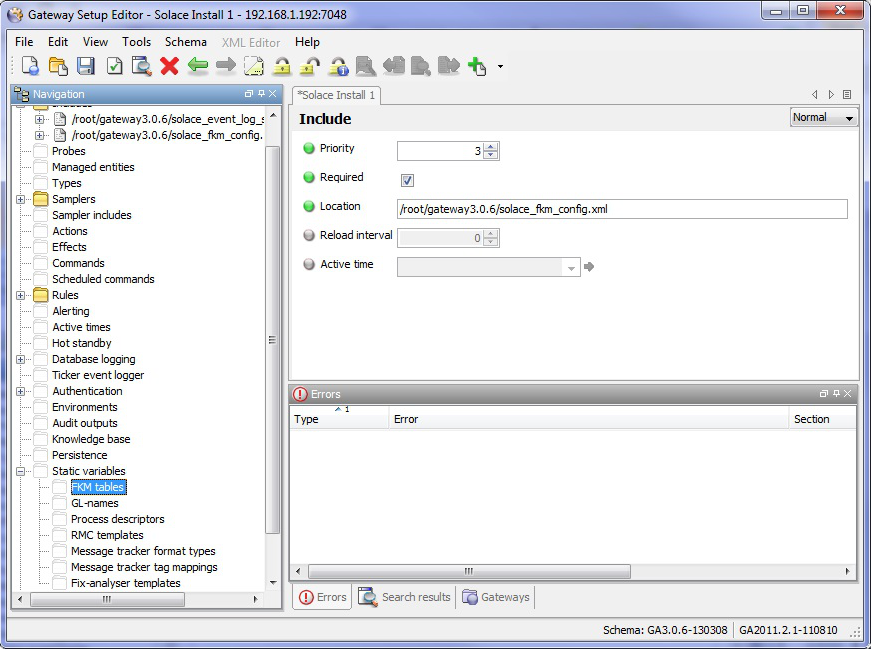 Gateway Setup Editor - Solace Install 1 - 192.168.1.192:7048
File Edit View Tools Schema XML Editor Help
Navigation
/root/gateway3.0.6/solace_event_log_s
/root/gateway3.0.6/solace_fkm_config.
Probes
Managed entities
Types
Samplers
Sampler includes
Actions
Effects
Commands
Scheduled commands
Rules
Alerting
Active times
Hot standby
Database logging
Ticker event logger
Authentication
Environments
Audit outputs
Knowledge base
Persistence
Static variables
FKM tables
GL-names
Process descriptors
RMC templates
Message tracker format types
Message tracker tag mappings
Fix-analyser templates
*Solace Install 1
Include
Normal
Priority 3
Required
Location /root/gateway3.0.6/solace_fkm_config.xml
Reload interval 0
Active time
Errors
Type 1 Error Section
Errors Search results Gateways
Schema: GA3.0.6-130308 GA2011.2.1-110810